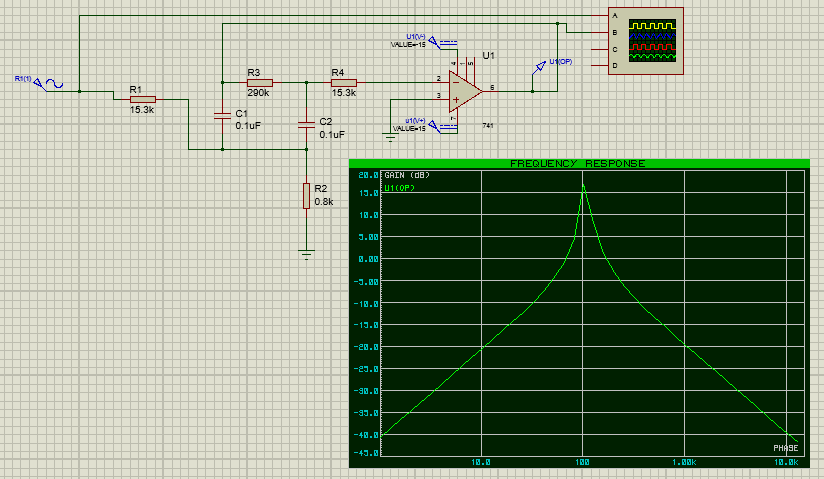 A
B
C
D
R1(1)
R1
15.3k
R3
290k
R4
15.3k
C1
0.1uF
C2
0.1uF
R2
0.8k
U1(V-)
VALUE=-15
U1
4
1
5
2
3
6
7
741
U1(V+)
VALUE=15
U1(OP)
FREQUENCY RESPONSE
GAIN (dB)
U1(OP)
20.0
15.0
10.0
5.00
0.00
-5.00
-10.0
-15.0
-20.0
-25.0
-30.0
-35.0
-40.0
-45.0
PHASE
10.0
100
1.00k
10.0k